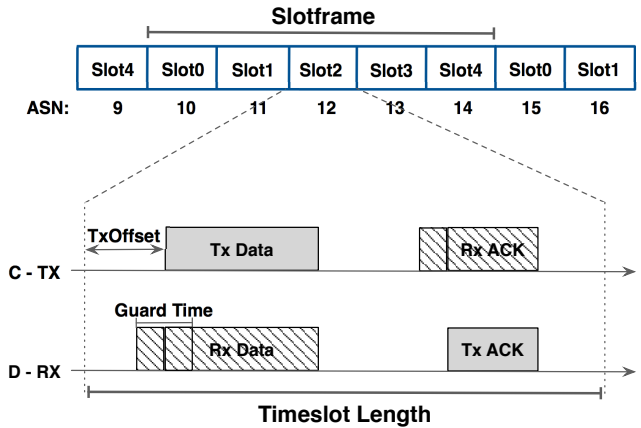 Slotframe
Slot4 Slot0 Slot1 Slot2 Slot3 Slot4 Slot0 Slot1
ASN: 9 10 11 12 13 14 15 16
TxOffset
Tx Data
Rx ACK
C - TX
Guard Time
Rx Data
Tx ACK
D - RX
Timeslot Length